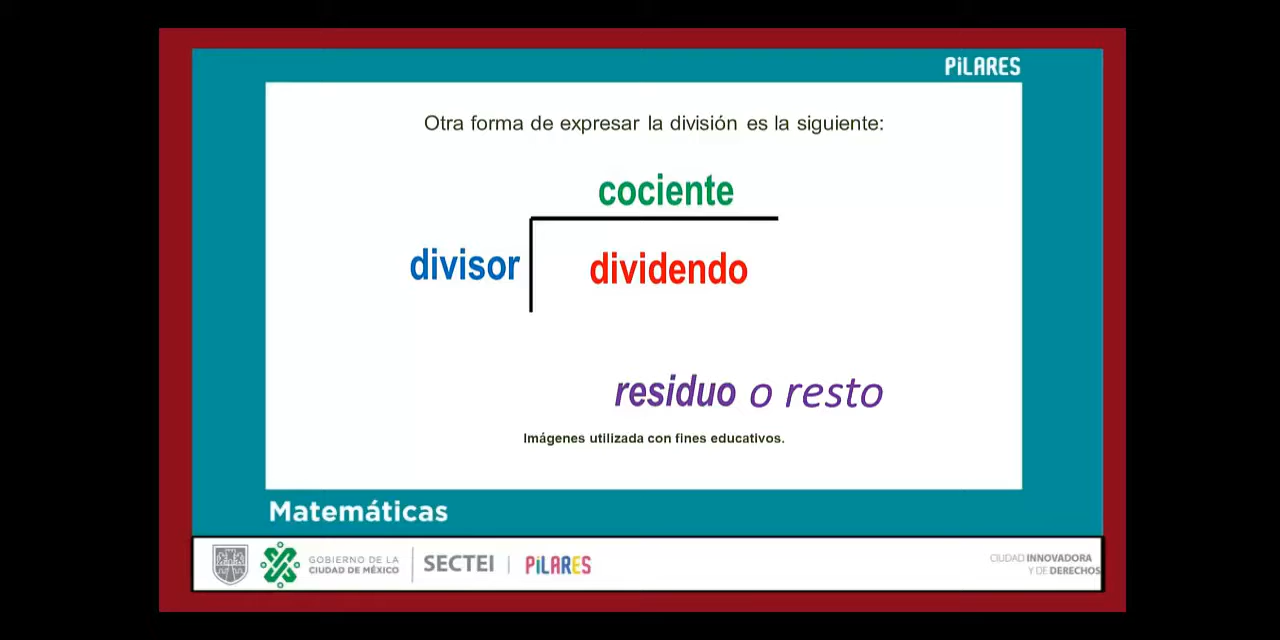 PiLARES
Otra forma de expresar la división es la siguiente:
cociente
divisor
dividendo
residuo o resto
Imágenes utilizada con fines educativos.
Matemáticas
GOBIERNO DE LA
CIUDAD DE MÉXICO
SECTEI
PiLARES
CIUDAD INNOVADORA
Y DE DERECHOS